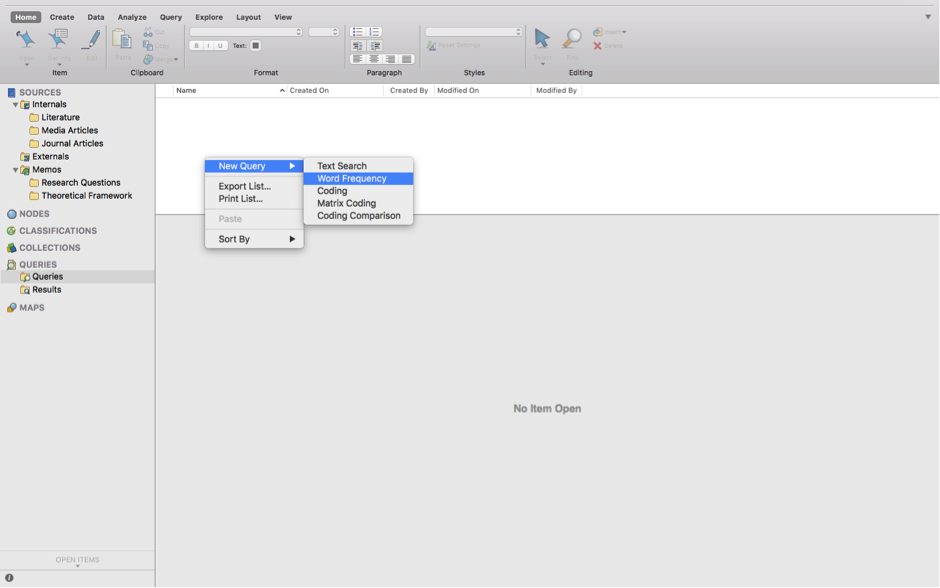 Home Create Data Analyze Query Explore Layout View
Open Get Info Edit Paste Cut
Copy
Merge
B I U Text:
Reset Settings
Select Find Insert
Delete
Item Clipboard Format Paragraph Styles Editing
SOURCES
Internals
Literature
Media Articles
Journal Articles
Externals
Memos
Research Questions
Theoretical Framework
NODES
CLASSIFICATIONS
COLLECTIONS
QUERIES
Queries
Results
MAPS
OPEN ITEMS
Name Created On Created By Modified On Modified By
New Query
Export List...
Print List...
Paste
Sort By
Text Search
Word Frequency
Coding
Matrix Coding
Coding Comparison
No Item Open